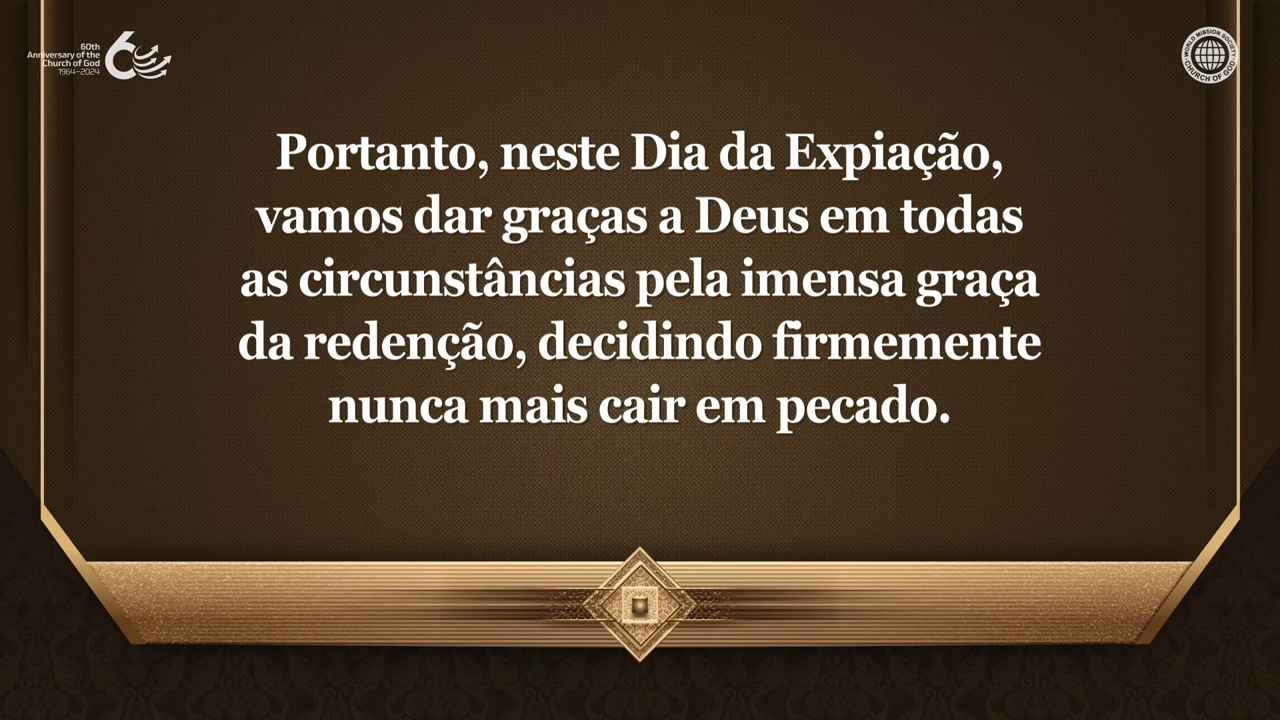 60th
Anniversary of the
Church of God
1964–2024
60
WORLD MISSION SOCIETY
CHURCH OF GOD
Portanto, neste Dia da Expiação,
vamos dar graças a Deus em todas
as circunstâncias pela imensa graça
da redenção, decidindo firmemente
nunca mais cair em pecado.